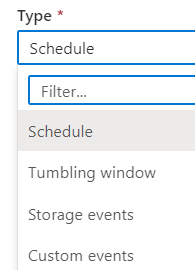 Type *
Schedule
Filter...
Schedule
Tumbling window
Storage events
Custom events